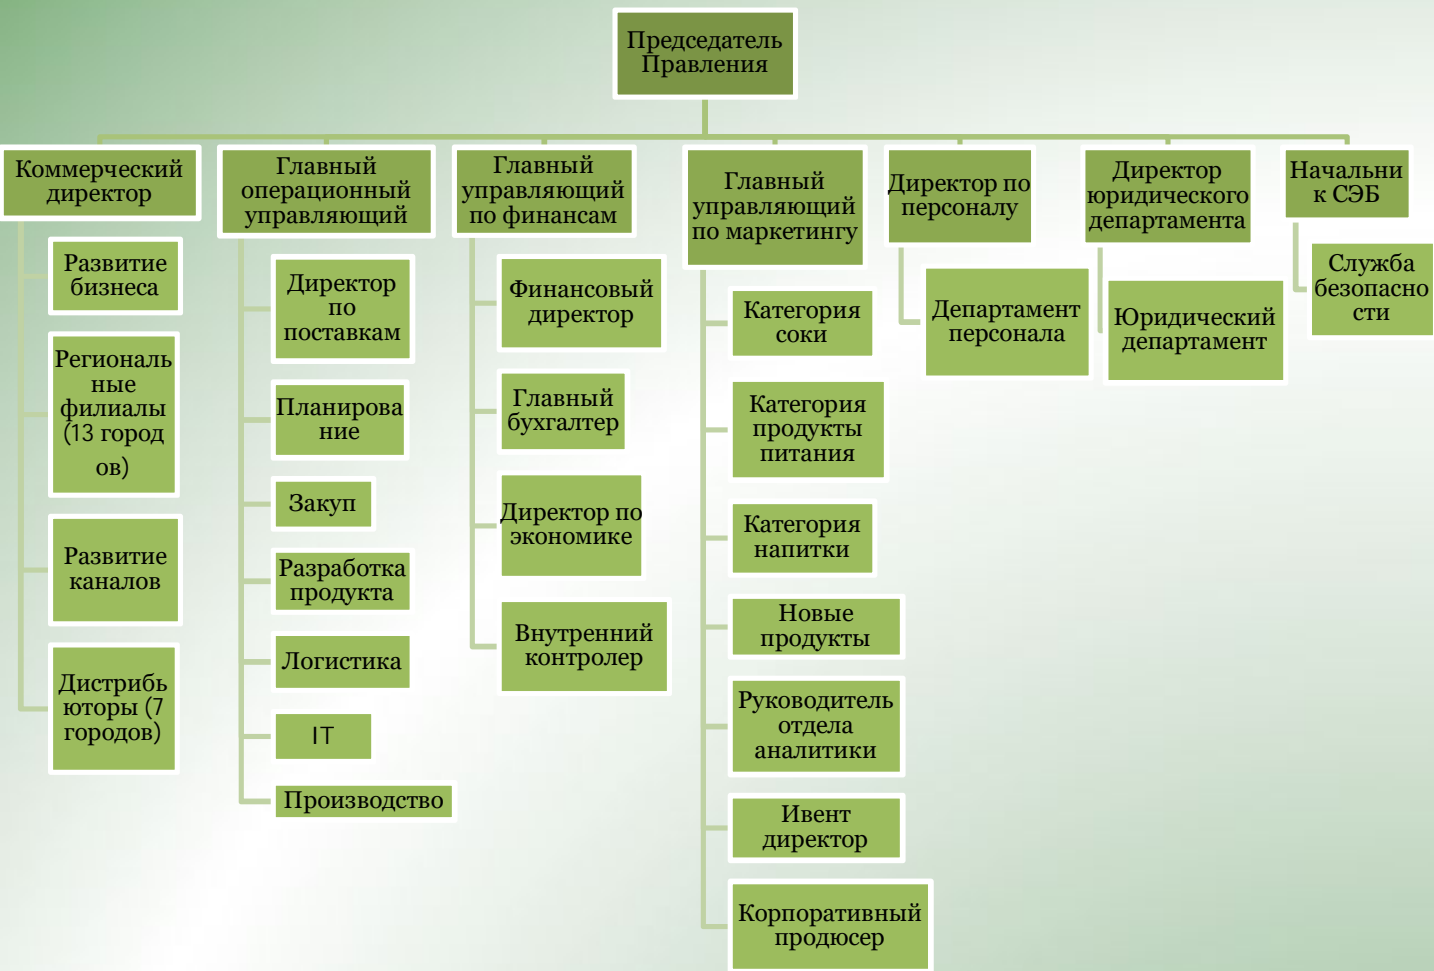 Председатель
Правления
Коммерческий
директор
Развитие
бизнеса
Региональ
ные
филиалы
(13 город
ов)
Развитие
каналов
Дистрибь
юторы (7
городов)
Главный
операционный
управляющий
Директор
по
поставкам
Планирова
ние
Закуп
Разработка
продукта
Логистика
IT
Производство
Главный
управляющий
по финансам
Финансовый
директор
Главный
бухгалтер
Директор по
экономике
Внутренний
контролер
Главный
управляющий
по маркетингу
Категория
соки
Категория
продукты
питания
Категория
напитки
Новые
продукты
Руководитель
отдела
аналитики
Ивент
директор
Корпоративный
продюсер
Директор по
персоналу
Департамент
персонала
Директор
юридического
департамента
Юридический
департамент
Начальни
к СЭБ
Служба
безопасно
сти